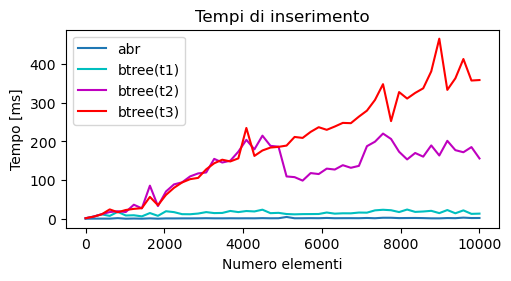 Tempi di inserimento
abr
btree(t1)
btree(t2)
btree(t3)
Tempo [ms]
400
300
200
100
0
0 2000 4000 6000 8000 10000
Numero elementi